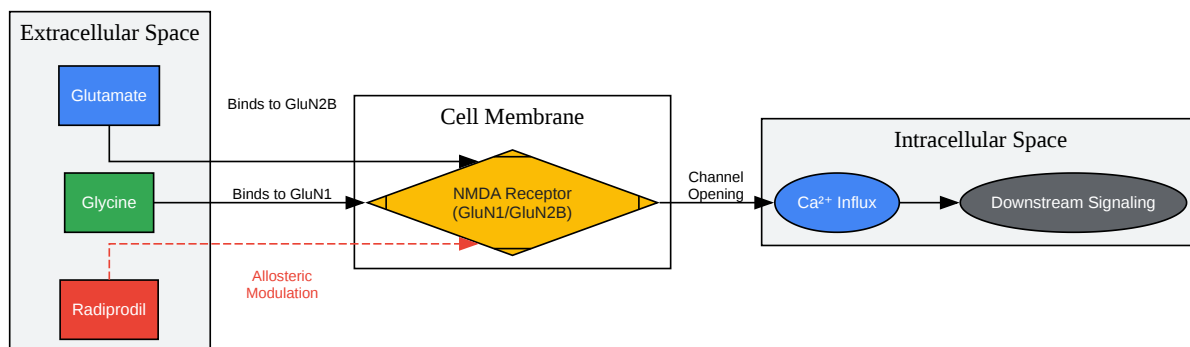 Extracellular Space
Glutamate
Glycine
Radiprodil
Binds to GluN2B
Binds to GluN1
Allosteric
Modulation
Cell Membrane
NMDA Receptor
(GluN1/GluN2B)
Channel
Opening
Intracellular Space
Ca²⁺ Influx
Downstream Signaling